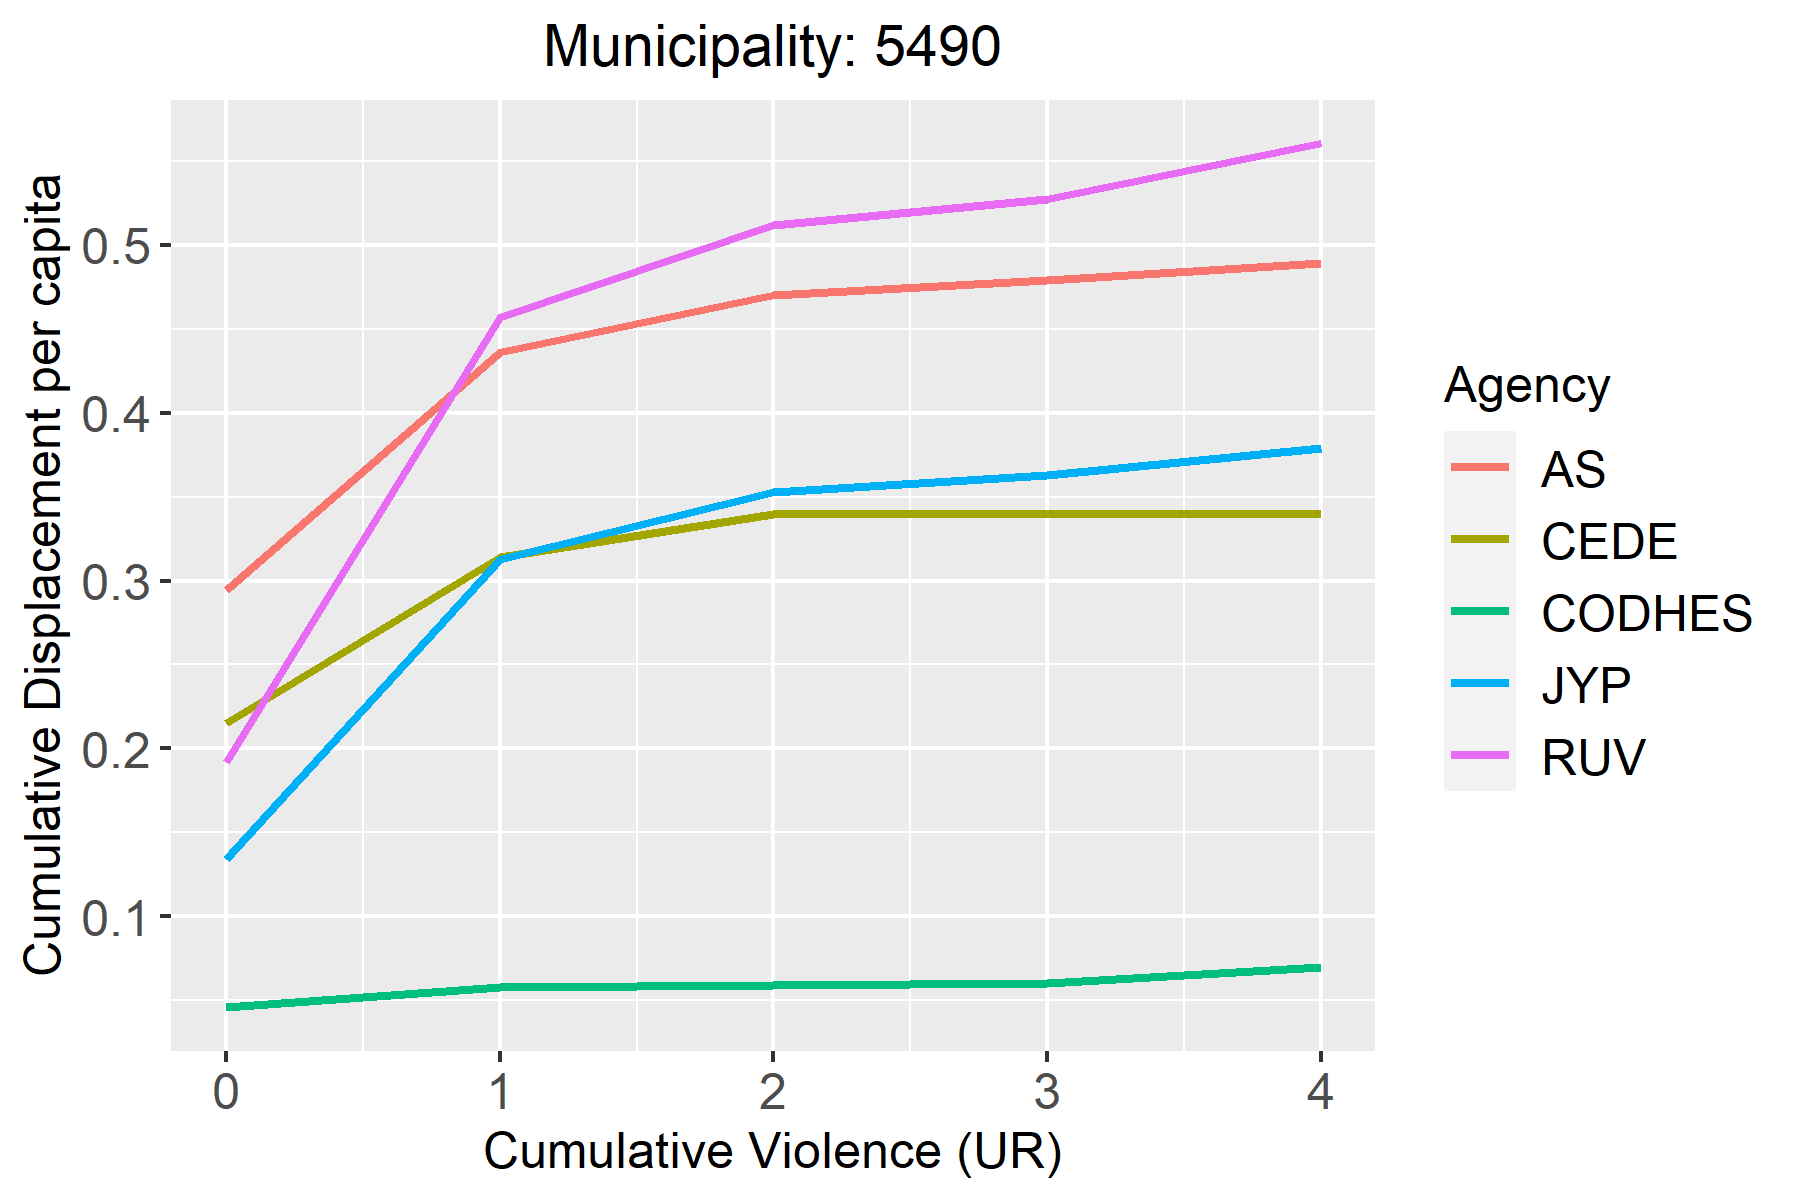 Municipality: 5490
Cumulative Displacement per capita
0.5
0.4
0.3
0.2
0.1
0 1 2 3 4
Cumulative Violence (UR)
Agency
AS
CEDE
CODHES
JYP
RUV